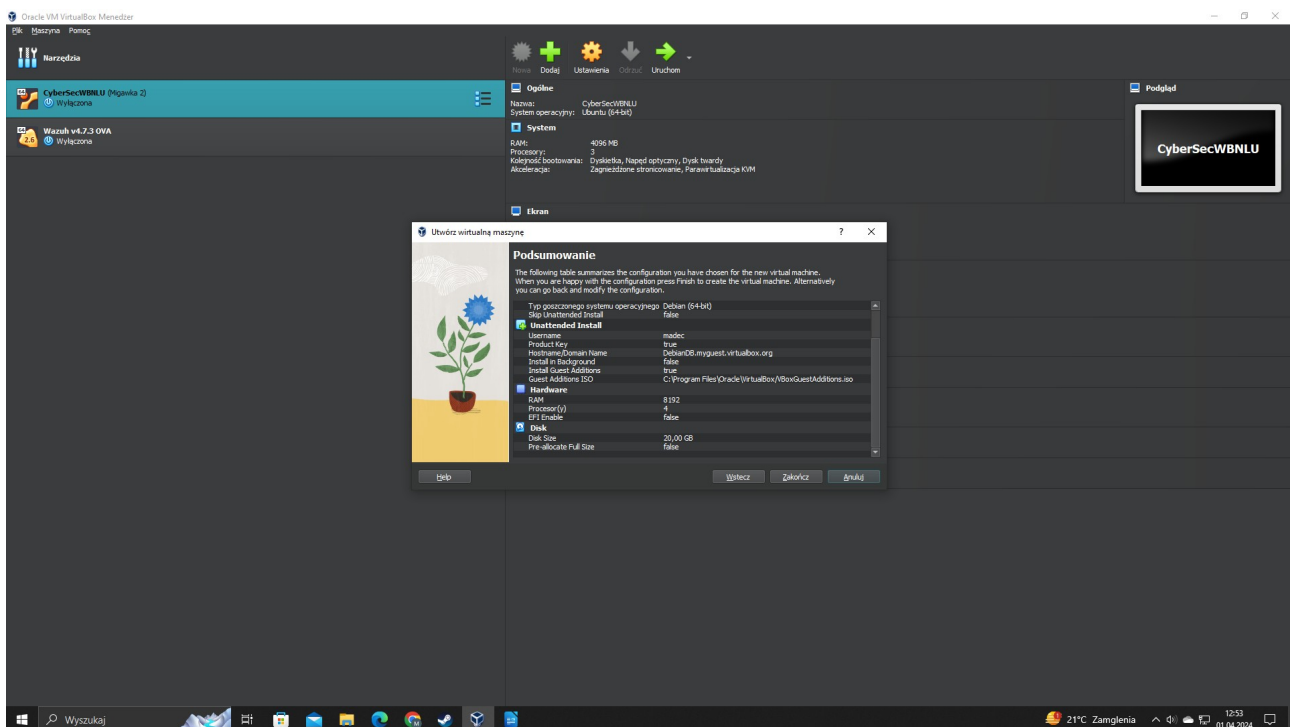 Oracle VM VirtualBox Menedżer
Plik Maszyna Pomoc
Narzędzia
Nowa Dodaj Ustawienia Odrzuć Uruchom
CyberSecWBNLU (Migawka 2)
Wyłączona
Wazuh v4.7.3 OVA
Wyłączona
2.6
Ogólne
Nazwa: CyberSecWBNLU
System operacyjny: Ubuntu (64-bit)
System
RAM: 4096 MB
Procesory: 3
Kolejność bootowania: Dyskietka, Napęd optyczny, Dysk twardy
Akceleracja: Zagnieżdżone stronicowanie, Parawirtualizacja KVM
Podgląd
CyberSecWBNLU
Ekran
Utwórz wirtualną maszynę ?
Podsumowanie
The following table summarizes the configuration you have chosen for the new virtual machine.
When you are happy with the configuration press Finish to create the virtual machine. Alternatively
you can go back and modify the configuration.
Typ goszczonego systemu operacyjnego Debian (64-bit)
Skip Unattended Install false
Unattended Install
Username madec
Product Key true
Hostname/Domain Name DebianDB.myguest.virtualbox.org
Install in Background false
Install Guest Additions true
Guest Additions ISO C:\Program Files\Oracle\VirtualBox/VBoxGuestAdditions.iso
Hardware
RAM 8192
Procesor(y) 4
EFI Enable false
Disk
Disk Size 20,00 GB
Pre-allocate Full Size false
Help Wstecz Zakończ Anuluj
Wyszukaj
21°C Zamglenia
12:53
01.04.2024